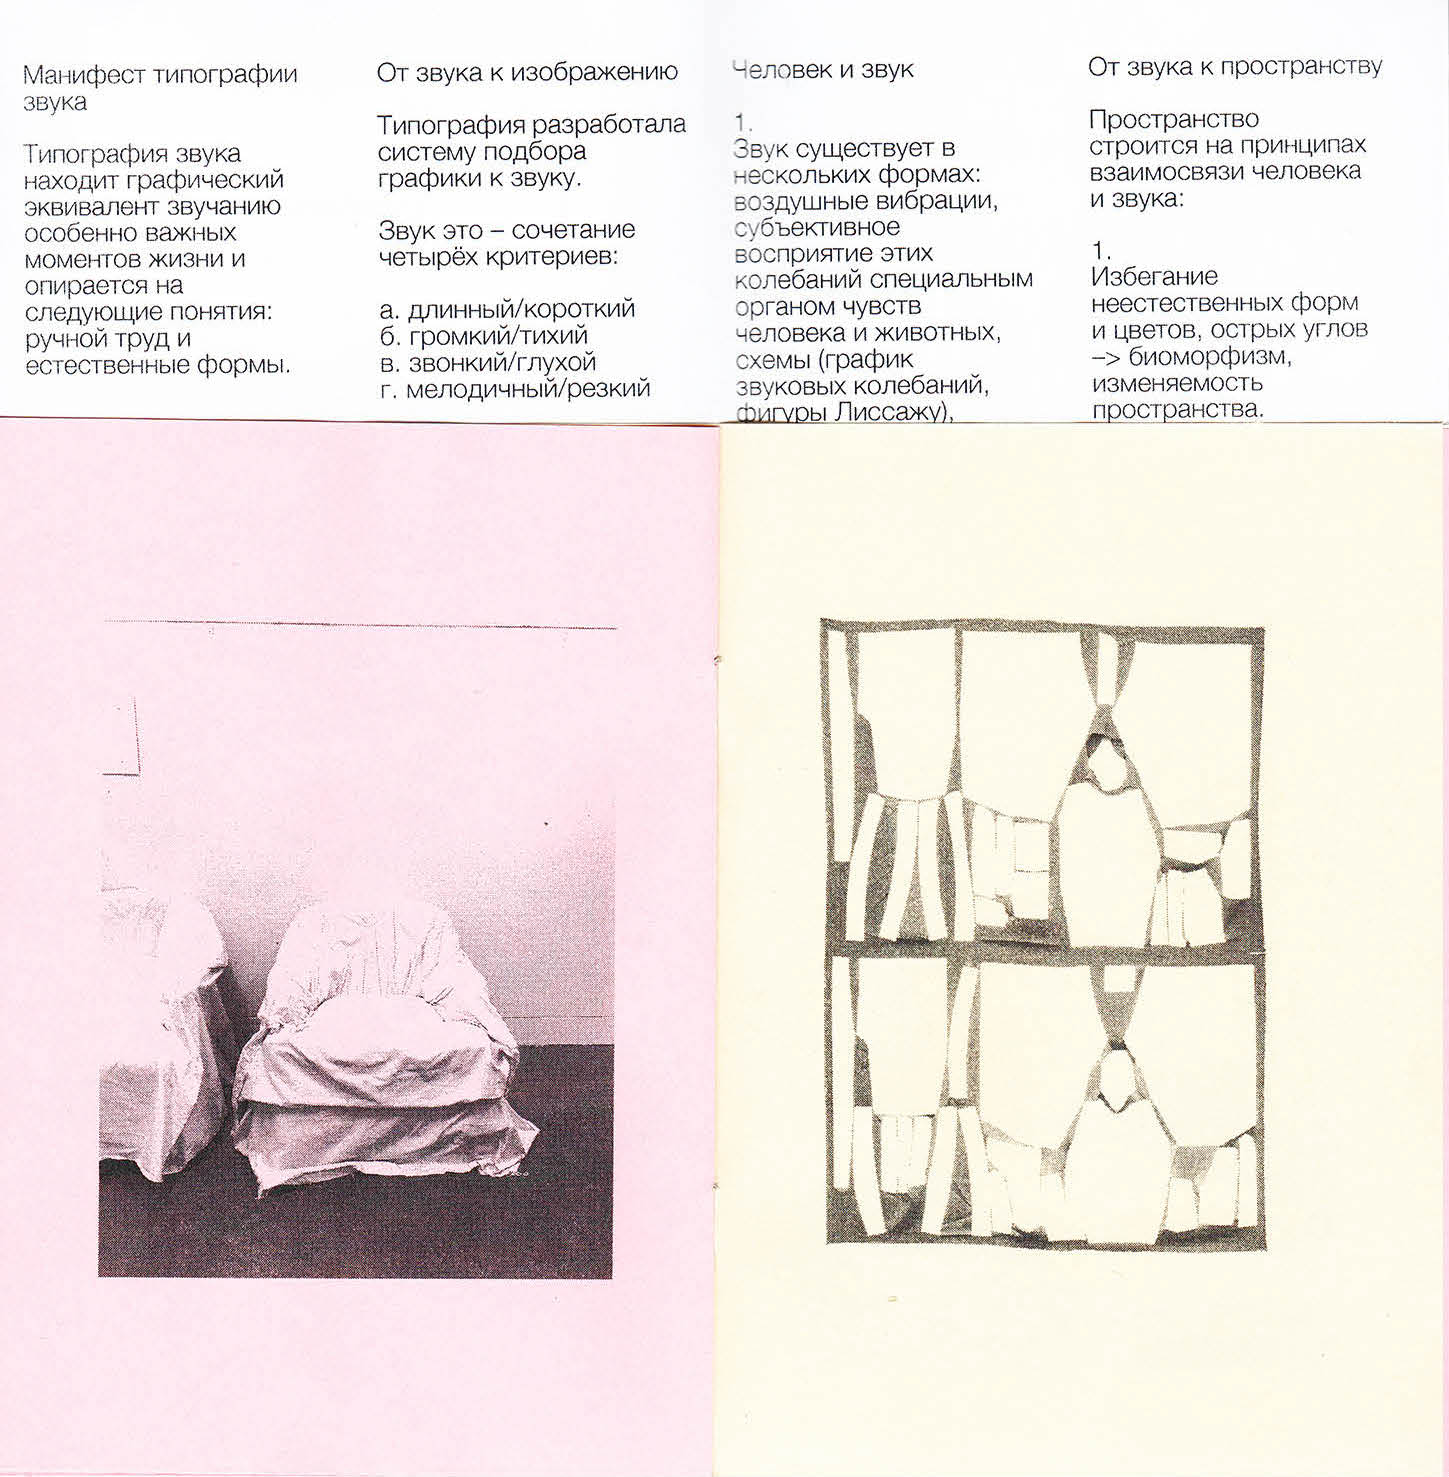 Манифест типографии
звука
Типография звука
находит графический
эквивалент звучанию
особенно важных
моментов жизни и
опирается на
следующие понятия:
ручной труд и
естественные формы.
От звука к изображению
Типография разработала
систему подбора
графики к звуку.
Звук это – сочетание
четырёх критериев:
а. длинный/короткий
б. громкий/тихий
в. звонкий/глухой
г. мелодичный/резкий
Человек и звук
1.
Звук существует в
нескольких формах:
воздушные вибрации,
субъективное
восприятие этих
колебаний специальным
органом чувств
человека и животных,
схемы (график
звуковых колебаний,
фигуры Лиссажу),
От звука к пространству
Пространство
строится на принципах
взаимосвязи человека
и звука:
1.
Избегание
неестественных форм
и цветов, острых углов
–> биоморфизм,
изменяемость
пространства.